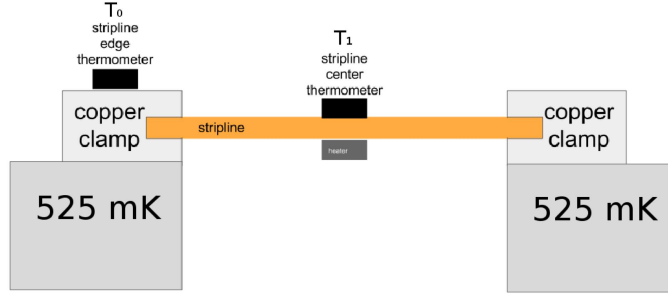 T₀
stripline
edge
thermometer
T₁
stripline
center
thermometer
copper
clamp
stripline
heater
copper
clamp
525 mK
525 mK